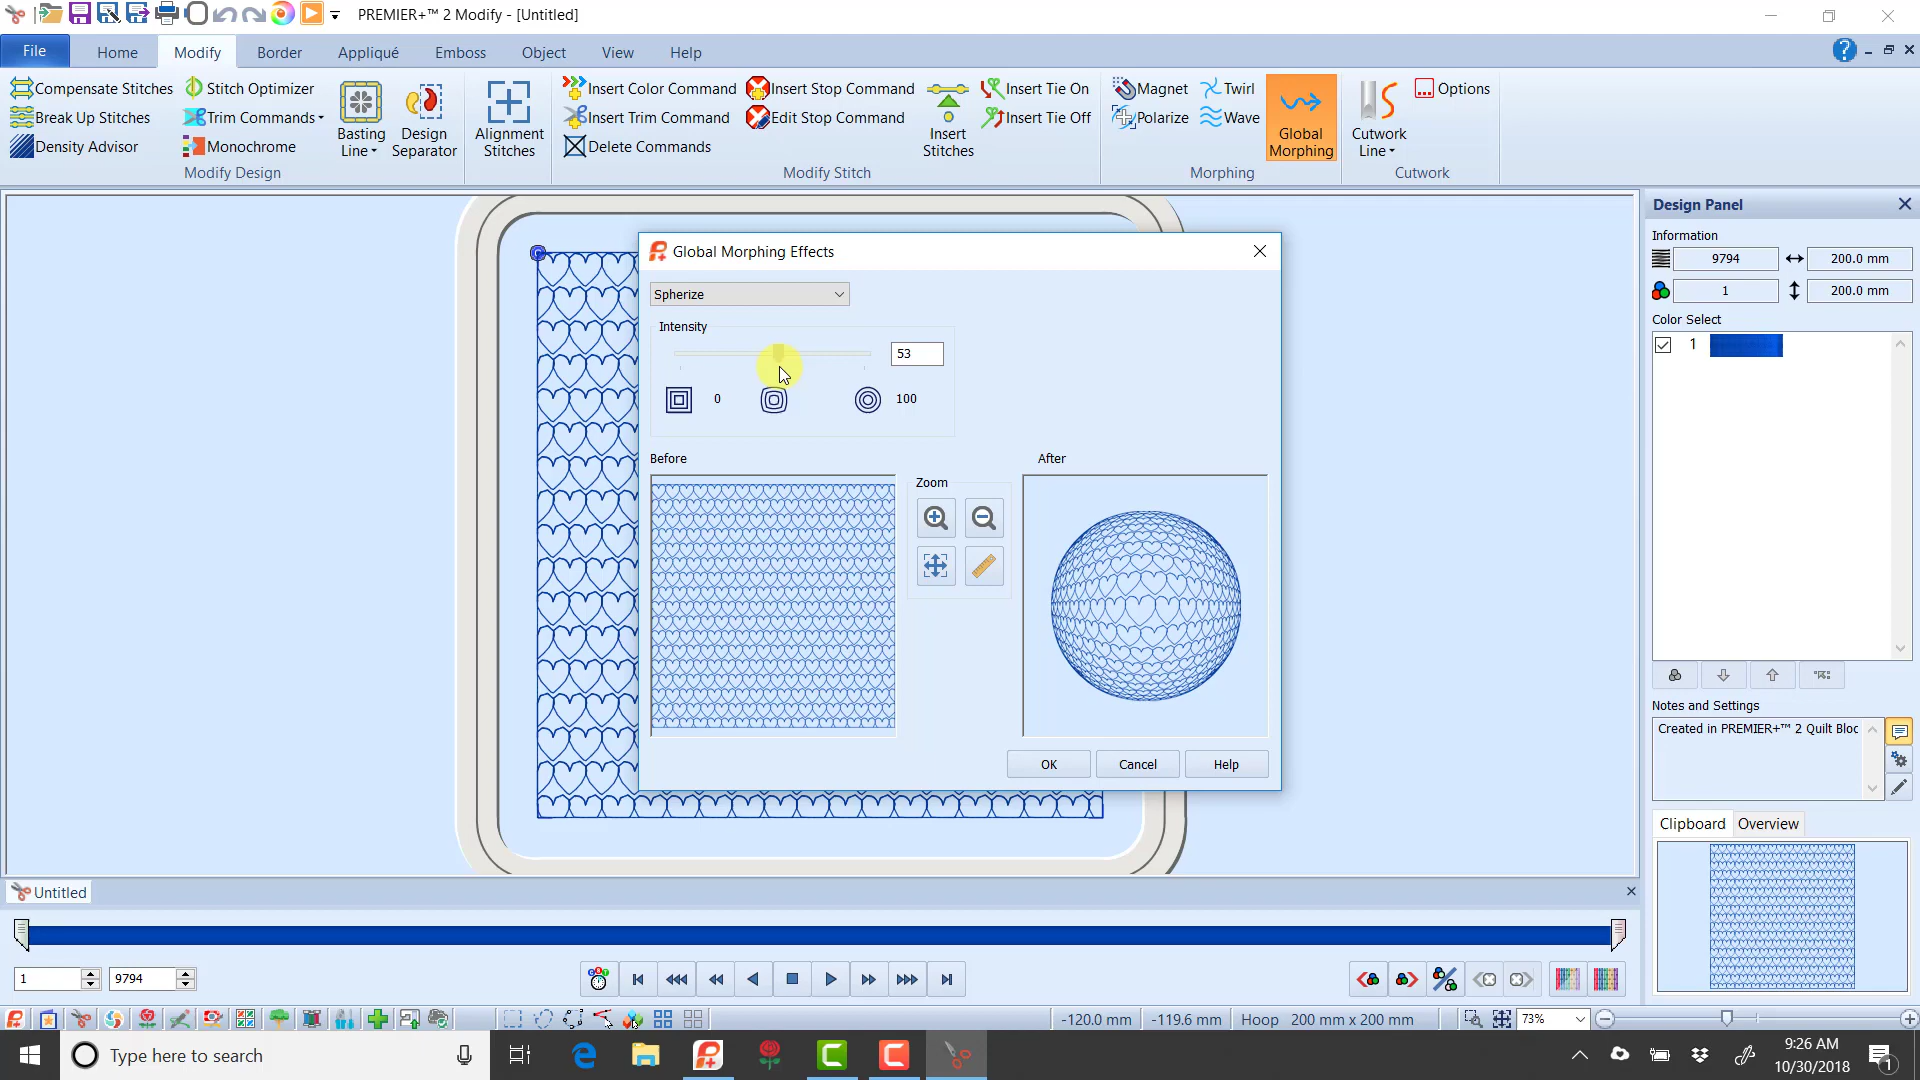 PREMIER+™ 2 Modify - [Untitled]
File Home Modify Border Appliqué Emboss Object View Help
Compensate Stitches
Break Up Stitches
Density Advisor
Stitch Optimizer
Trim Commands
Monochrome
Basting
Line
Design
Separator
Modify Design
Alignment
Stitches
Insert Color Command
Insert Trim Command
Delete Commands
Insert Stop Command
Edit Stop Command
Insert
Stitches
Insert Tie On
Insert Tie Off
Modify Stitch
Magnet
Polarize
Twirl
Wave
Global
Morphing
Morphing
Cutwork
Line
Options
Cutwork
Global Morphing Effects
Spherize
Intensity
53
0
100
Before
Zoom
After
OK
Cancel
Help
Design Panel
Information
9794
200.0 mm
1
200.0 mm
Color Select
1
Notes and Settings
Created in PREMIER+™ 2 Quilt Bloc
Clipboard
Overview
Untitled
1
9794
-120.0 mm
-119.6 mm
Hoop 200 mm x 200 mm
73%
Type here to search
9:26 AM
10/30/2018
1